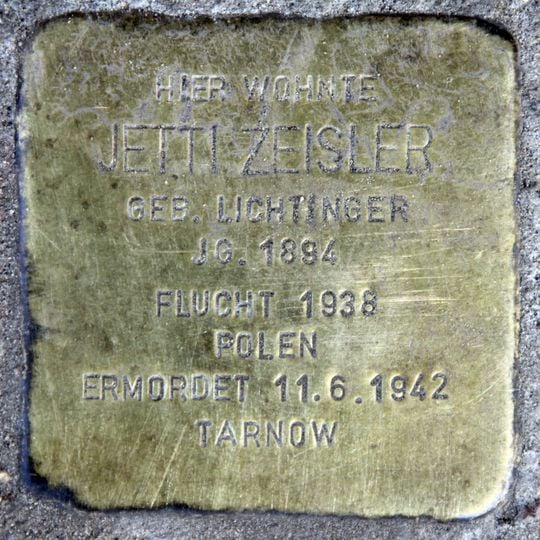 HIER WOHNTE
JETTI ZEISLER
GEB. LICHTINGER
JG. 1894
FLUCHT 1938
POLEN
ERMORDET 11.6.1942
TARNOW